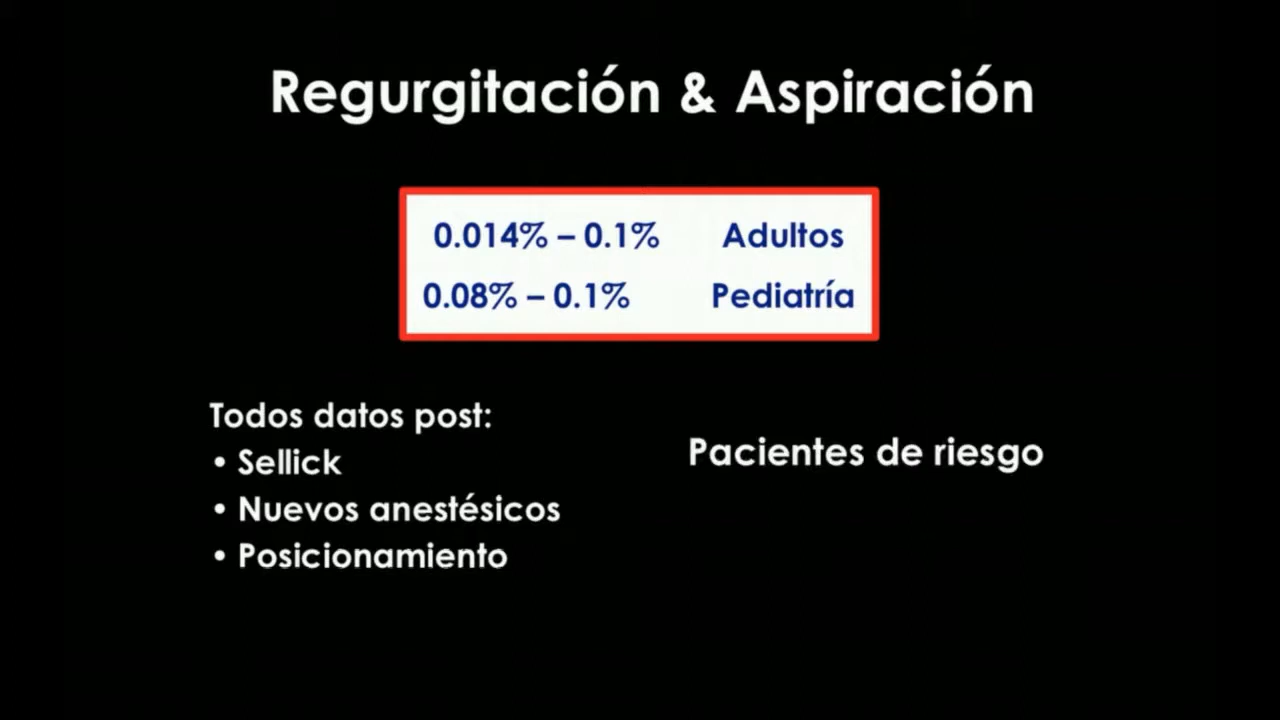 Regurgitación & Aspiración
0.014% – 0.1% Adultos
0.08% – 0.1% Pediatría
Todos datos post:
• Sellick
• Nuevos anestésicos
• Posicionamiento
Pacientes de riesgo